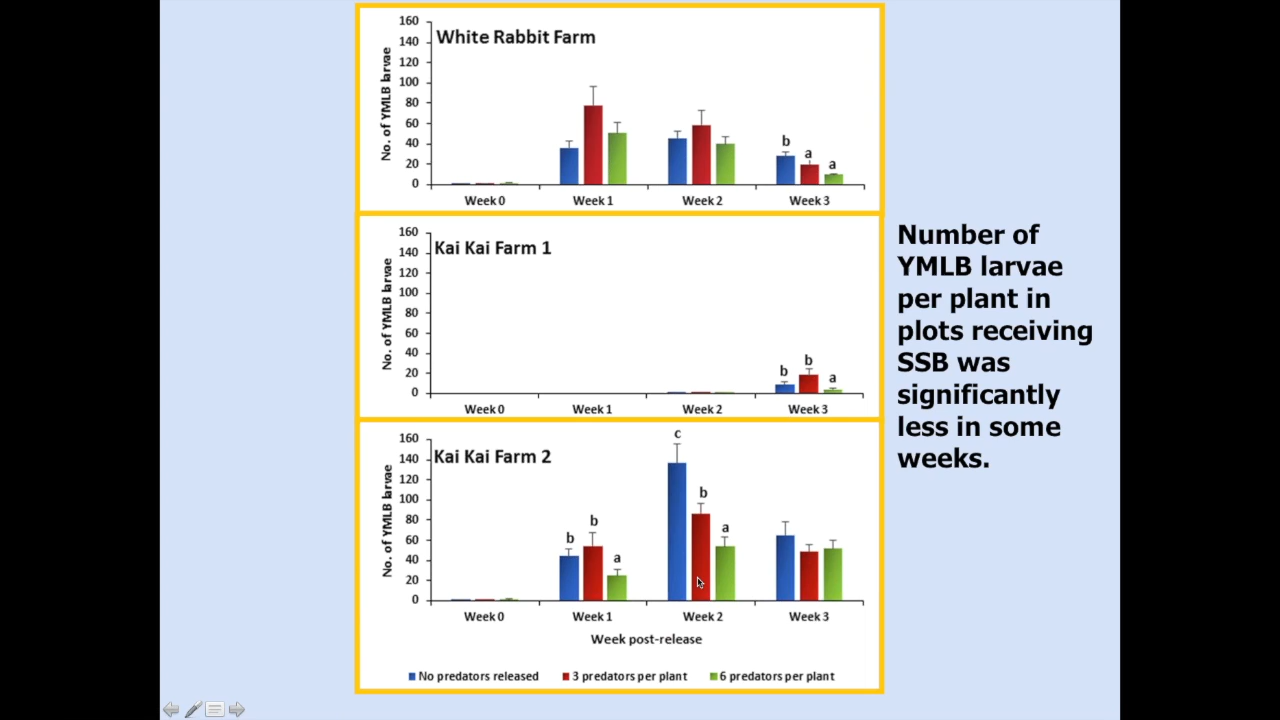 White Rabbit Farm
No. of YMLB larvae
160
140
120
100
80
60
40
20
0
b
a
a
Week 0
Week 1
Week 2
Week 3
Kai Kai Farm 1
No. of YMLB larvae
160
140
120
100
80
60
40
20
0
b
b
a
Week 0
Week 1
Week 2
Week 3
Kai Kai Farm 2
No. of YMLB larvae
160
140
120
100
80
60
40
20
0
b
b
a
c
b
a
Week 0
Week 1
Week 2
Week 3
Week post-release
No predators released
3 predators per plant
6 predators per plant
Number of
YMLB larvae
per plant in
plots receiving
SSB was
significantly
less in some
weeks.